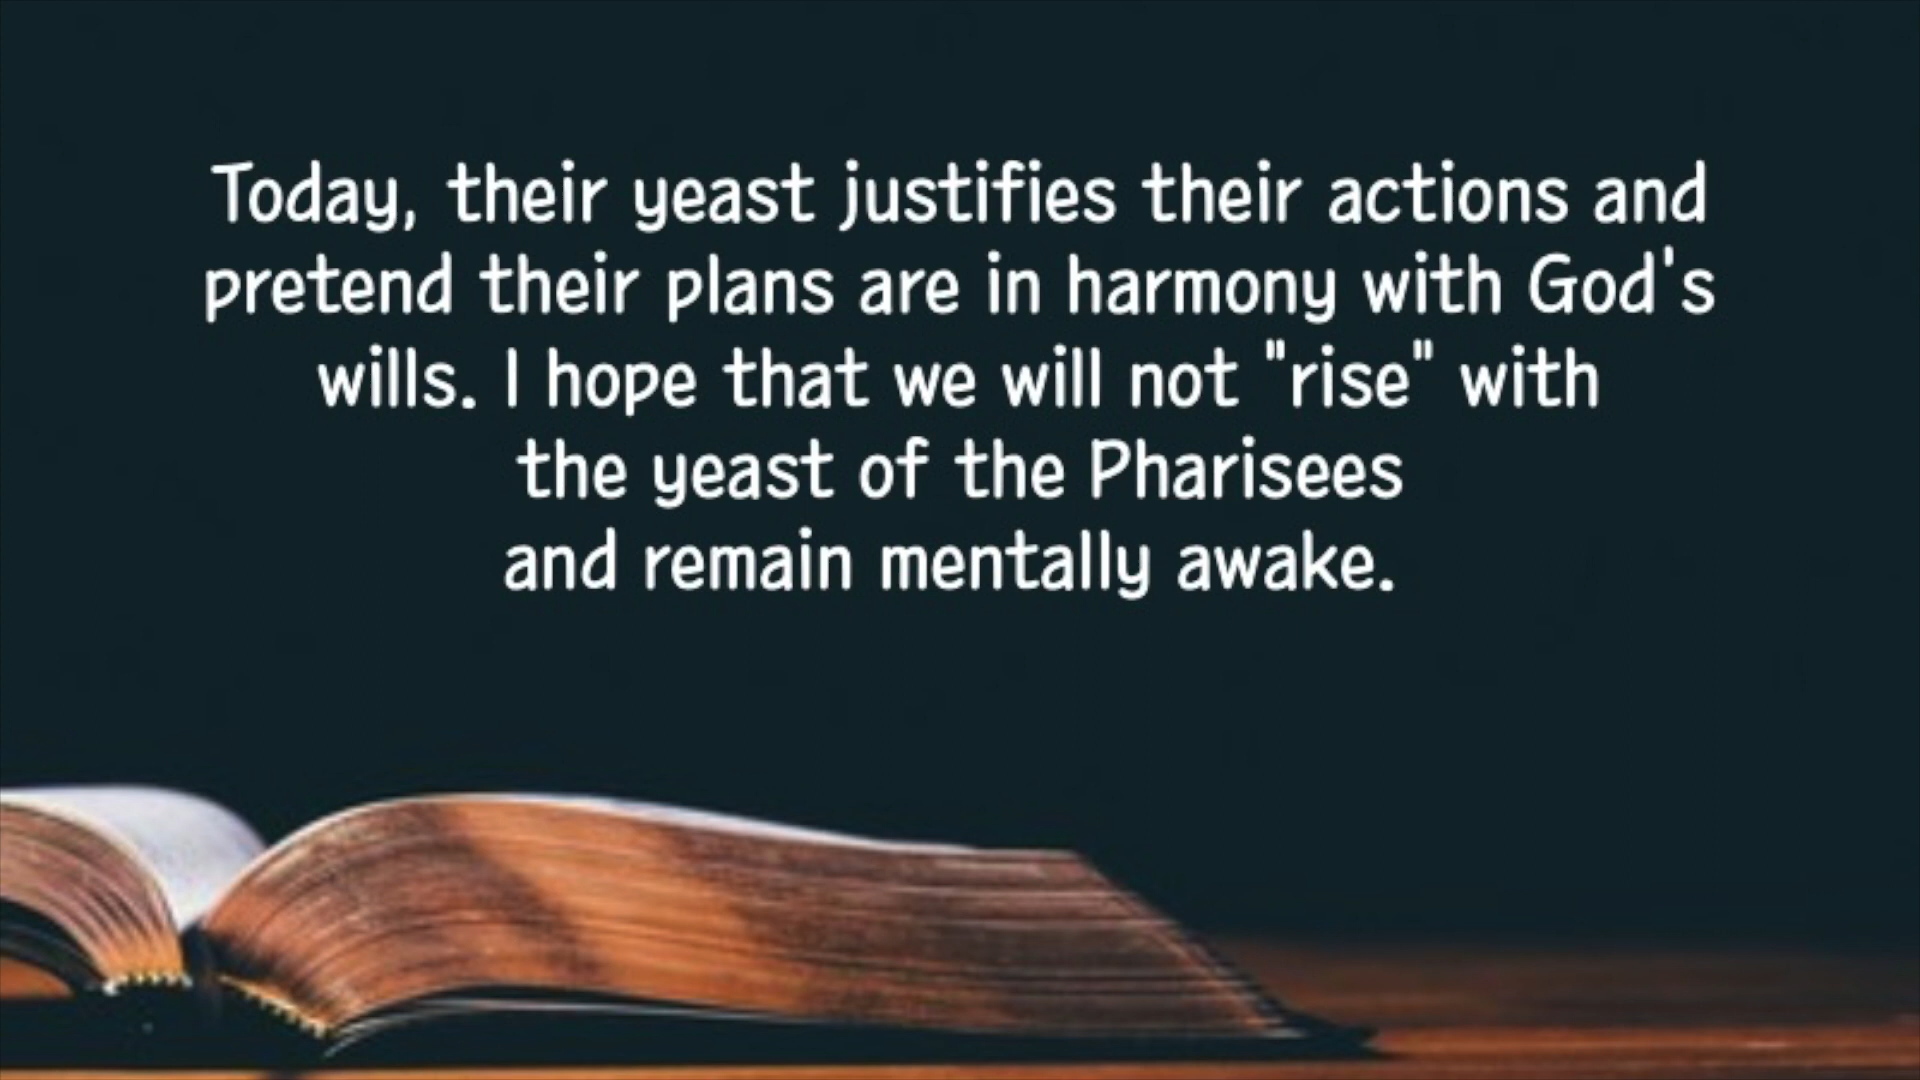 Today, their yeast justifies their actions and
pretend their plans are in harmony with God's
wills. I hope that we will not "rise" with
the yeast of the Pharisees
and remain mentally awake.